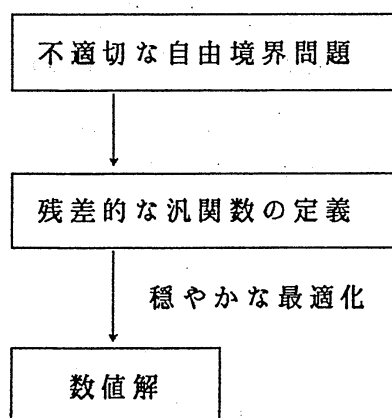 不適切な自由境界問題
残差的な汎関数の定義
穏やかな最適化
数値解